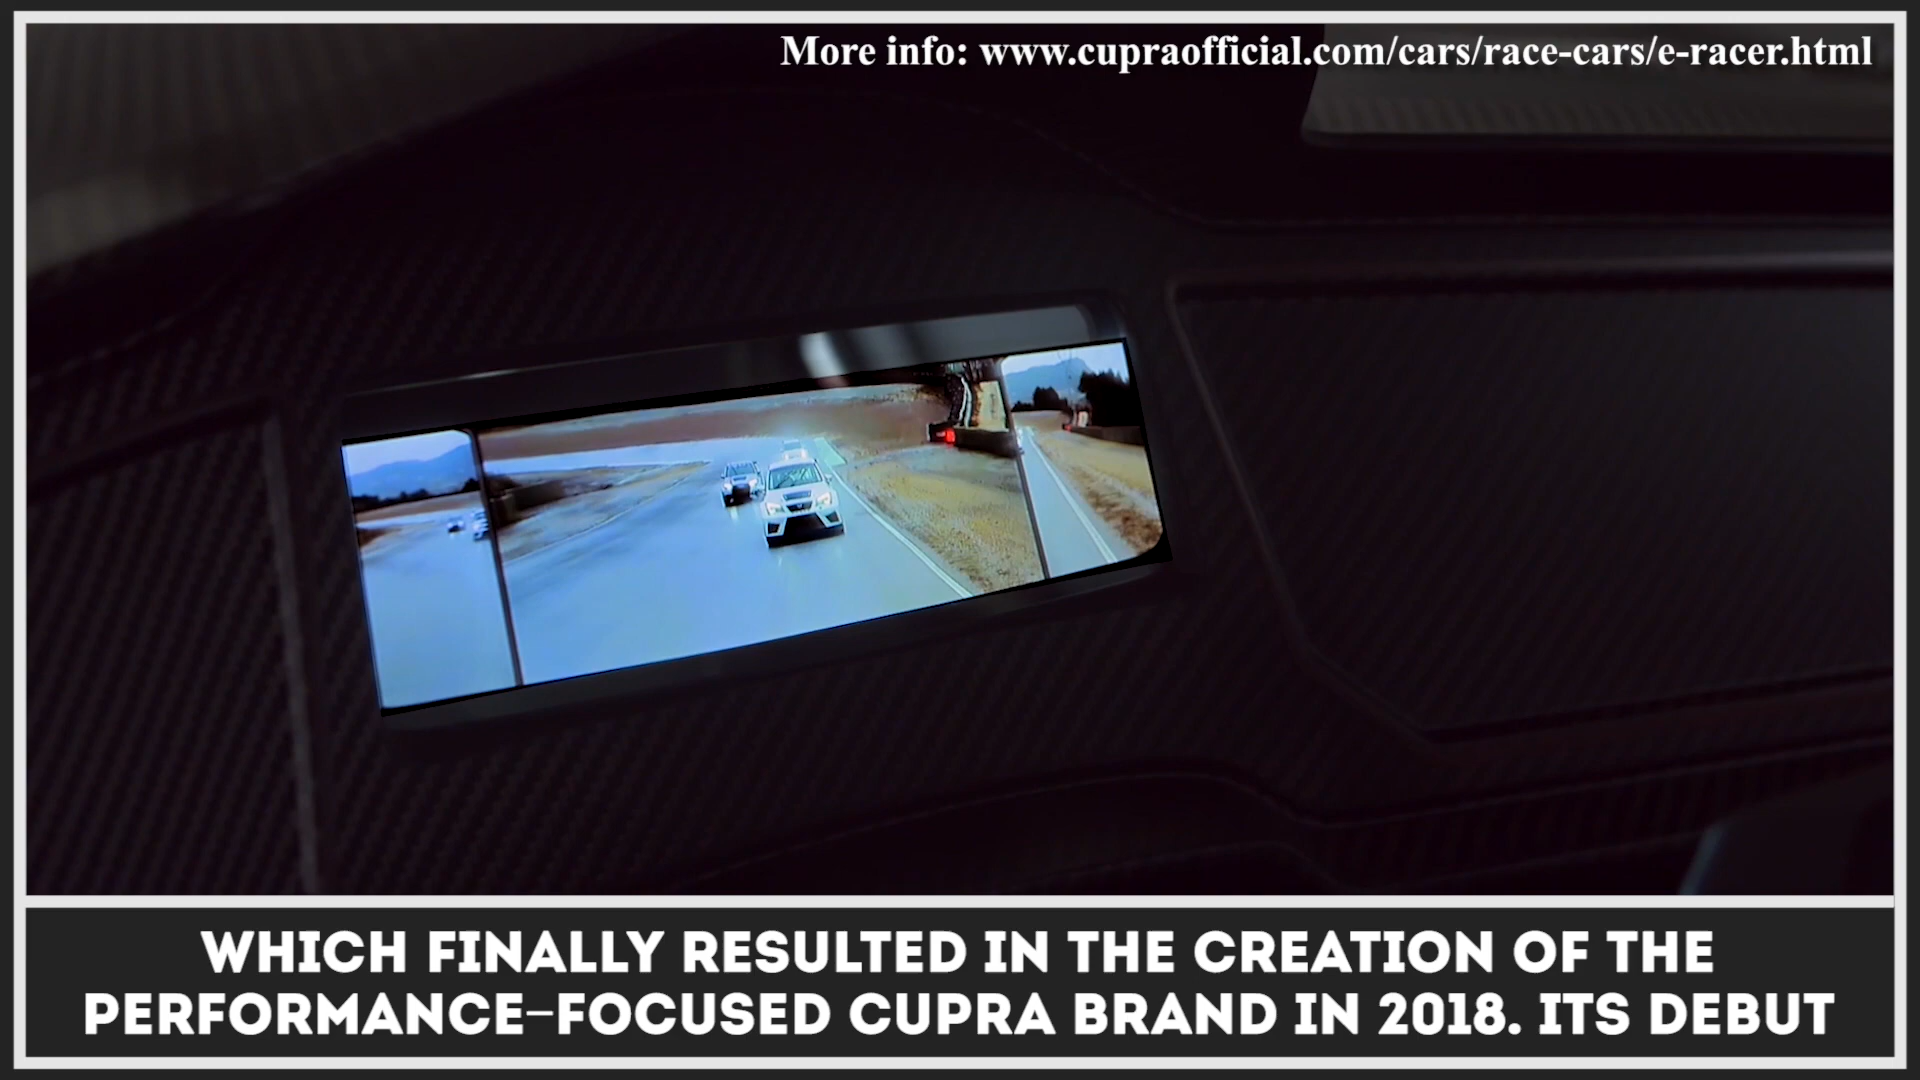 More info: www.cupraofficial.com/cars/race-cars/e-racer.html
WHICH FINALLY RESULTED IN THE CREATION OF THE
PERFORMANCE–FOCUSED CUPRA BRAND IN 2018. ITS DEBUT